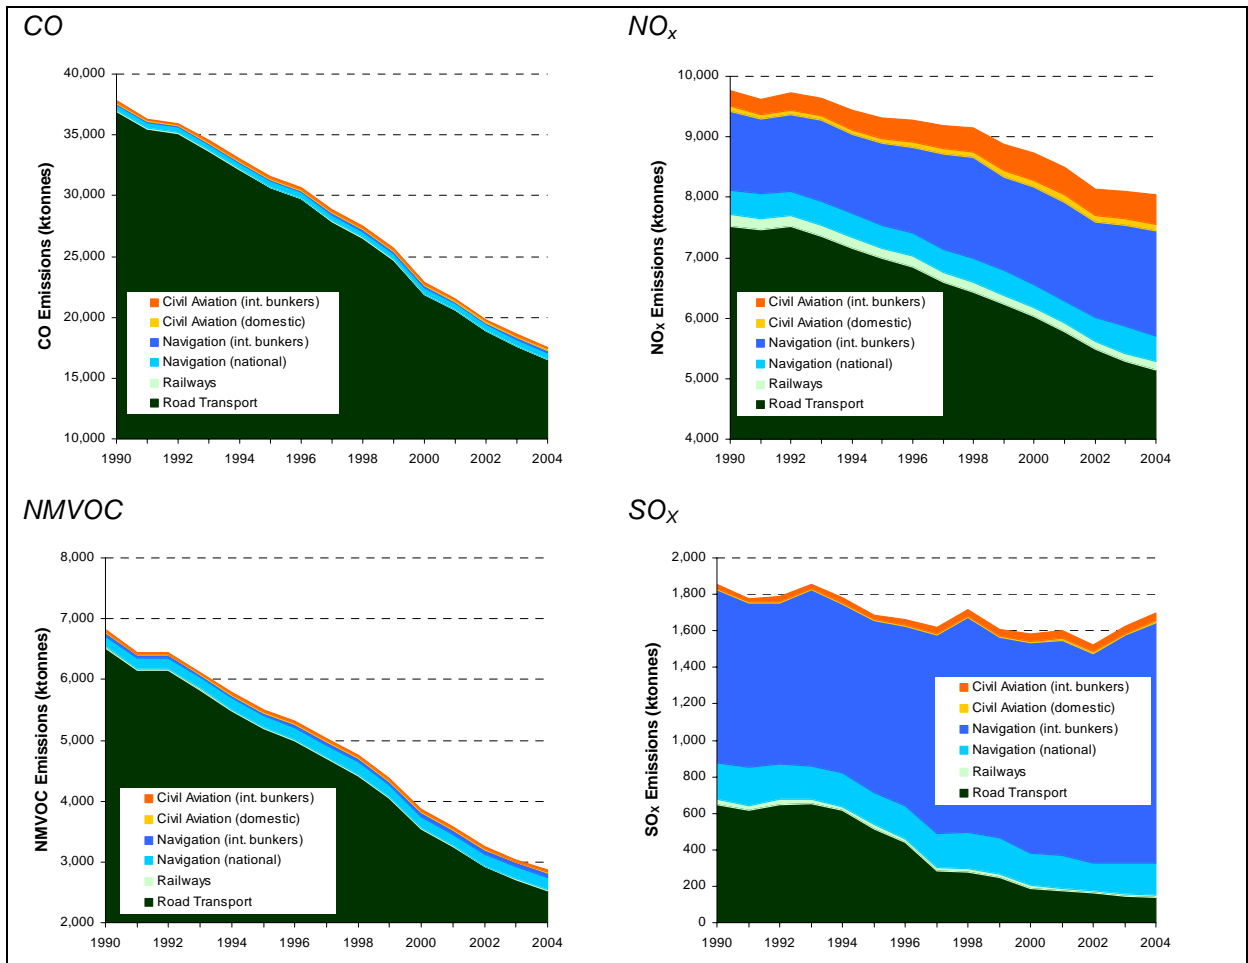 CO
CO Emissions (ktonnes)
40,000
35,000
30,000
25,000
20,000
15,000
10,000
Civil Aviation (int. bunkers)
Civil Aviation (domestic)
Navigation (int. bunkers)
Navigation (national)
Railways
Road Transport
1990 1992 1994 1996 1998 2000 2002 2004
NOx
NOX Emissions (ktonnes)
10,000
9,000
8,000
7,000
6,000
5,000
4,000
Civil Aviation (int. bunkers)
Civil Aviation (domestic)
Navigation (int. bunkers)
Navigation (national)
Railways
Road Transport
1990 1992 1994 1996 1998 2000 2002 2004
NMVOC
NMVOC Emissions (ktonnes)
8,000
7,000
6,000
5,000
4,000
3,000
2,000
Civil Aviation (int. bunkers)
Civil Aviation (domestic)
Navigation (int. bunkers)
Navigation (national)
Railways
Road Transport
1990 1992 1994 1996 1998 2000 2002 2004
SOX
SOX Emissions (ktonnes)
2,000
1,800
1,600
1,400
1,200
1,000
800
600
400
200
0
Civil Aviation (int. bunkers)
Civil Aviation (domestic)
Navigation (int. bunkers)
Navigation (national)
Railways
Road Transport
1990 1992 1994 1996 1998 2000 2002 2004